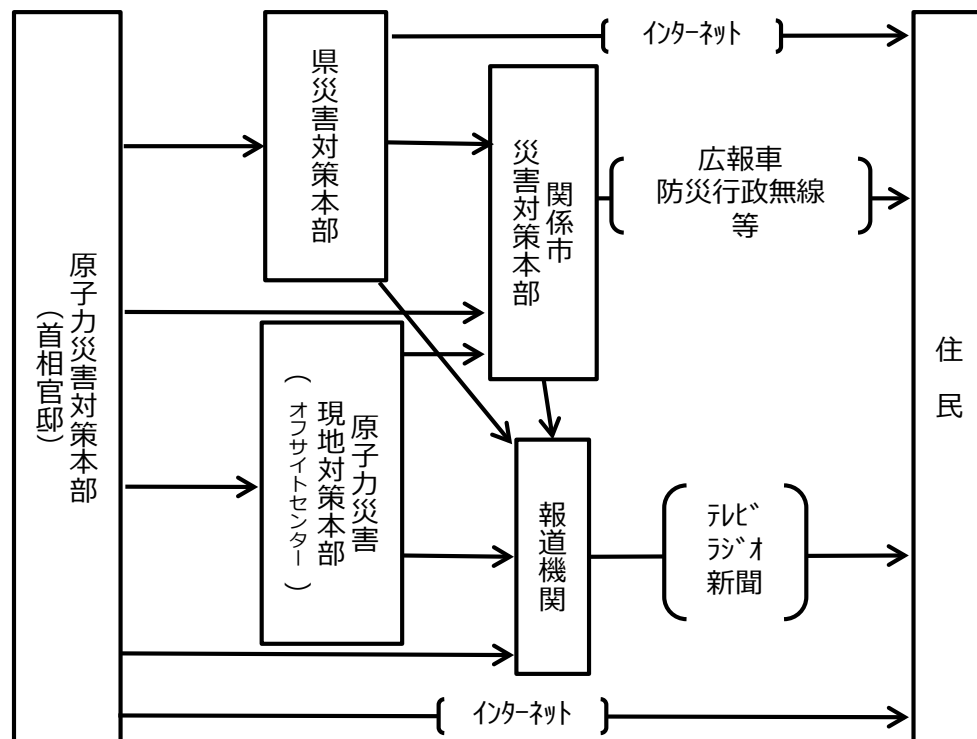 原子力災害対策本部
（首相官邸）
県災害対策本部
インターネット
関係市
災害対策本部
広報車
防災行政無線
等
原子力災害
現地対策本部
（オフサイトセンター）
報道機関
ﾃﾚﾋﾞ
ﾗｼﾞｵ
新聞
インターネット
住民